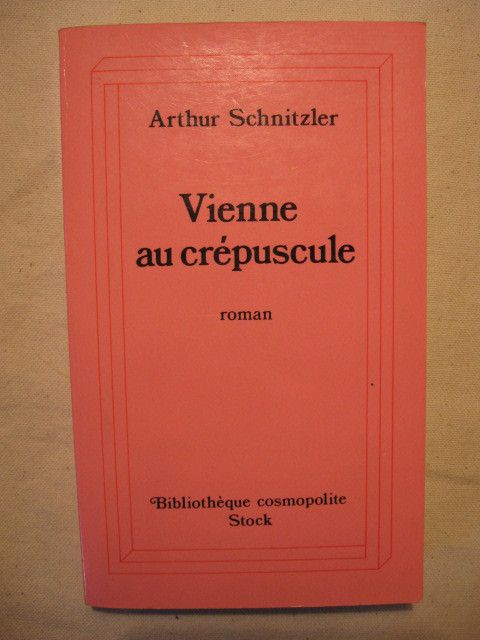 Arthur Schnitzler
Vienne
au crépuscule
roman
Bibliothèque cosmopolite
Stock